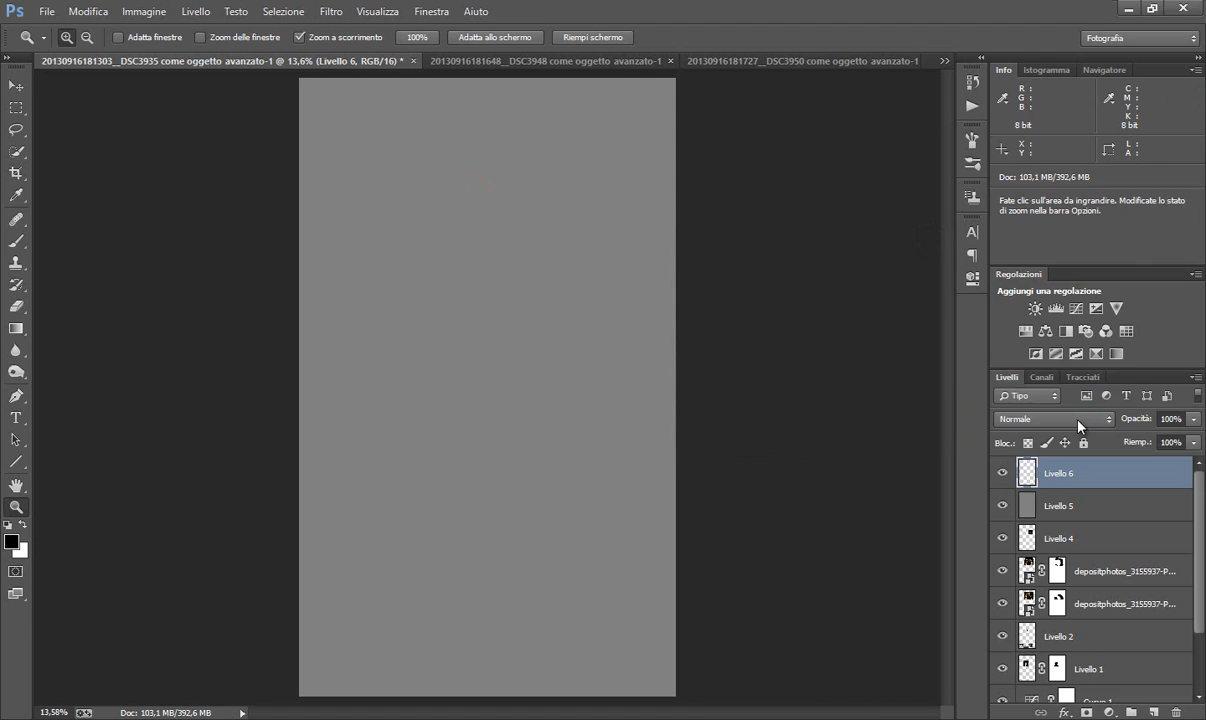 Ps File Modifica Immagine Livello Testo Selezione Filtro Visualizza Finestra Aiuto
Adatta finestre Zoom delle finestre Zoom a scorrimento 100% Adatta allo schermo Riempi schermo Fotografia
20130916181303__DSC3935 come oggetto avanzato-1 @ 13,6% (Livello 6, RGB/16) * × 20130916181648__DSC3948 come oggetto avanzato-1 × 20130916181727__DSC3950 come oggetto avanzato-1
Info Istogramma Navigatore
R : C :
G : M :
B : Y :
K :
8 bit 8 bit
X : L :
Y : A :
Doc: 103,1 MB/392,6 MB
Fate clic sull'area da ingrandire. Modificate lo stato
di zoom nella barra Opzioni.
Regolazioni
Aggiungi una regolazione
Livelli Canali Tracciati
Tipo
Normale Opacità: 100%
Bloc.: Riemp.: 100%
Livello 6
Livello 5
Livello 4
depositphotos_3155937-P...
depositphotos_3155937-P...
Livello 2
Livello 1
Curve 1
13,58% Doc: 103,1 MB/392,6 MB